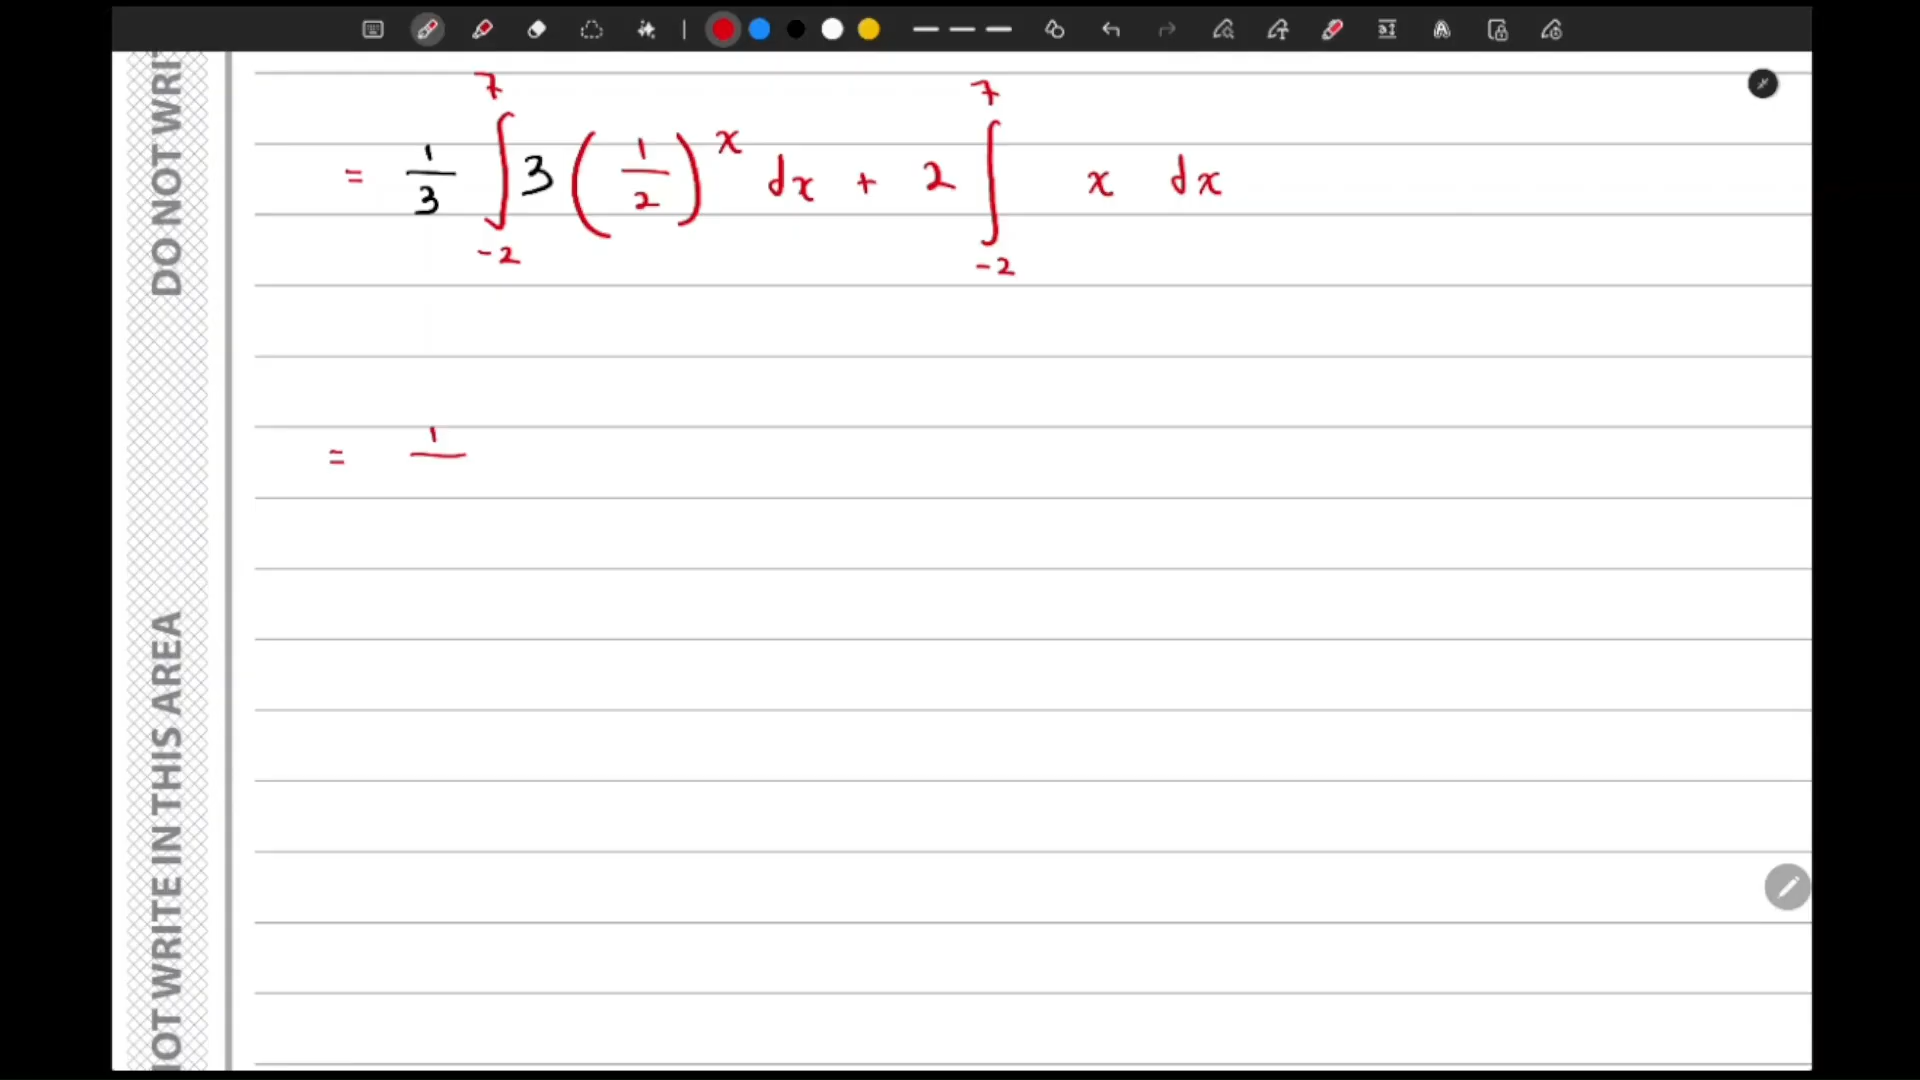 DO NOT WRI
= 1/3 ∫_{-2}^{7} 3 (1/2)^x dx + 2 ∫_{-2}^{7} x dx
= 1/
IOT WRITE IN THIS AREA